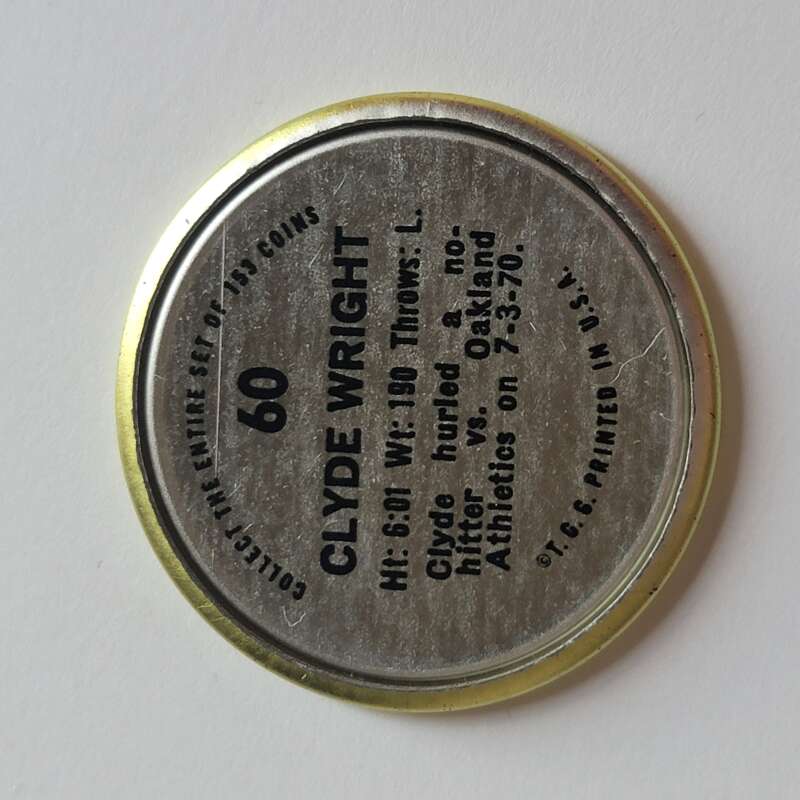 COLLECT THE ENTIRE SET OF 153 COINS
60
CLYDE WRIGHT
Ht: 6:01 Wt: 190 Throws: L.
Clyde hurled a no-
hitter vs. Oakland
Athletics on 7-3-70.
©T. C. G. PRINTED IN U.S.A.